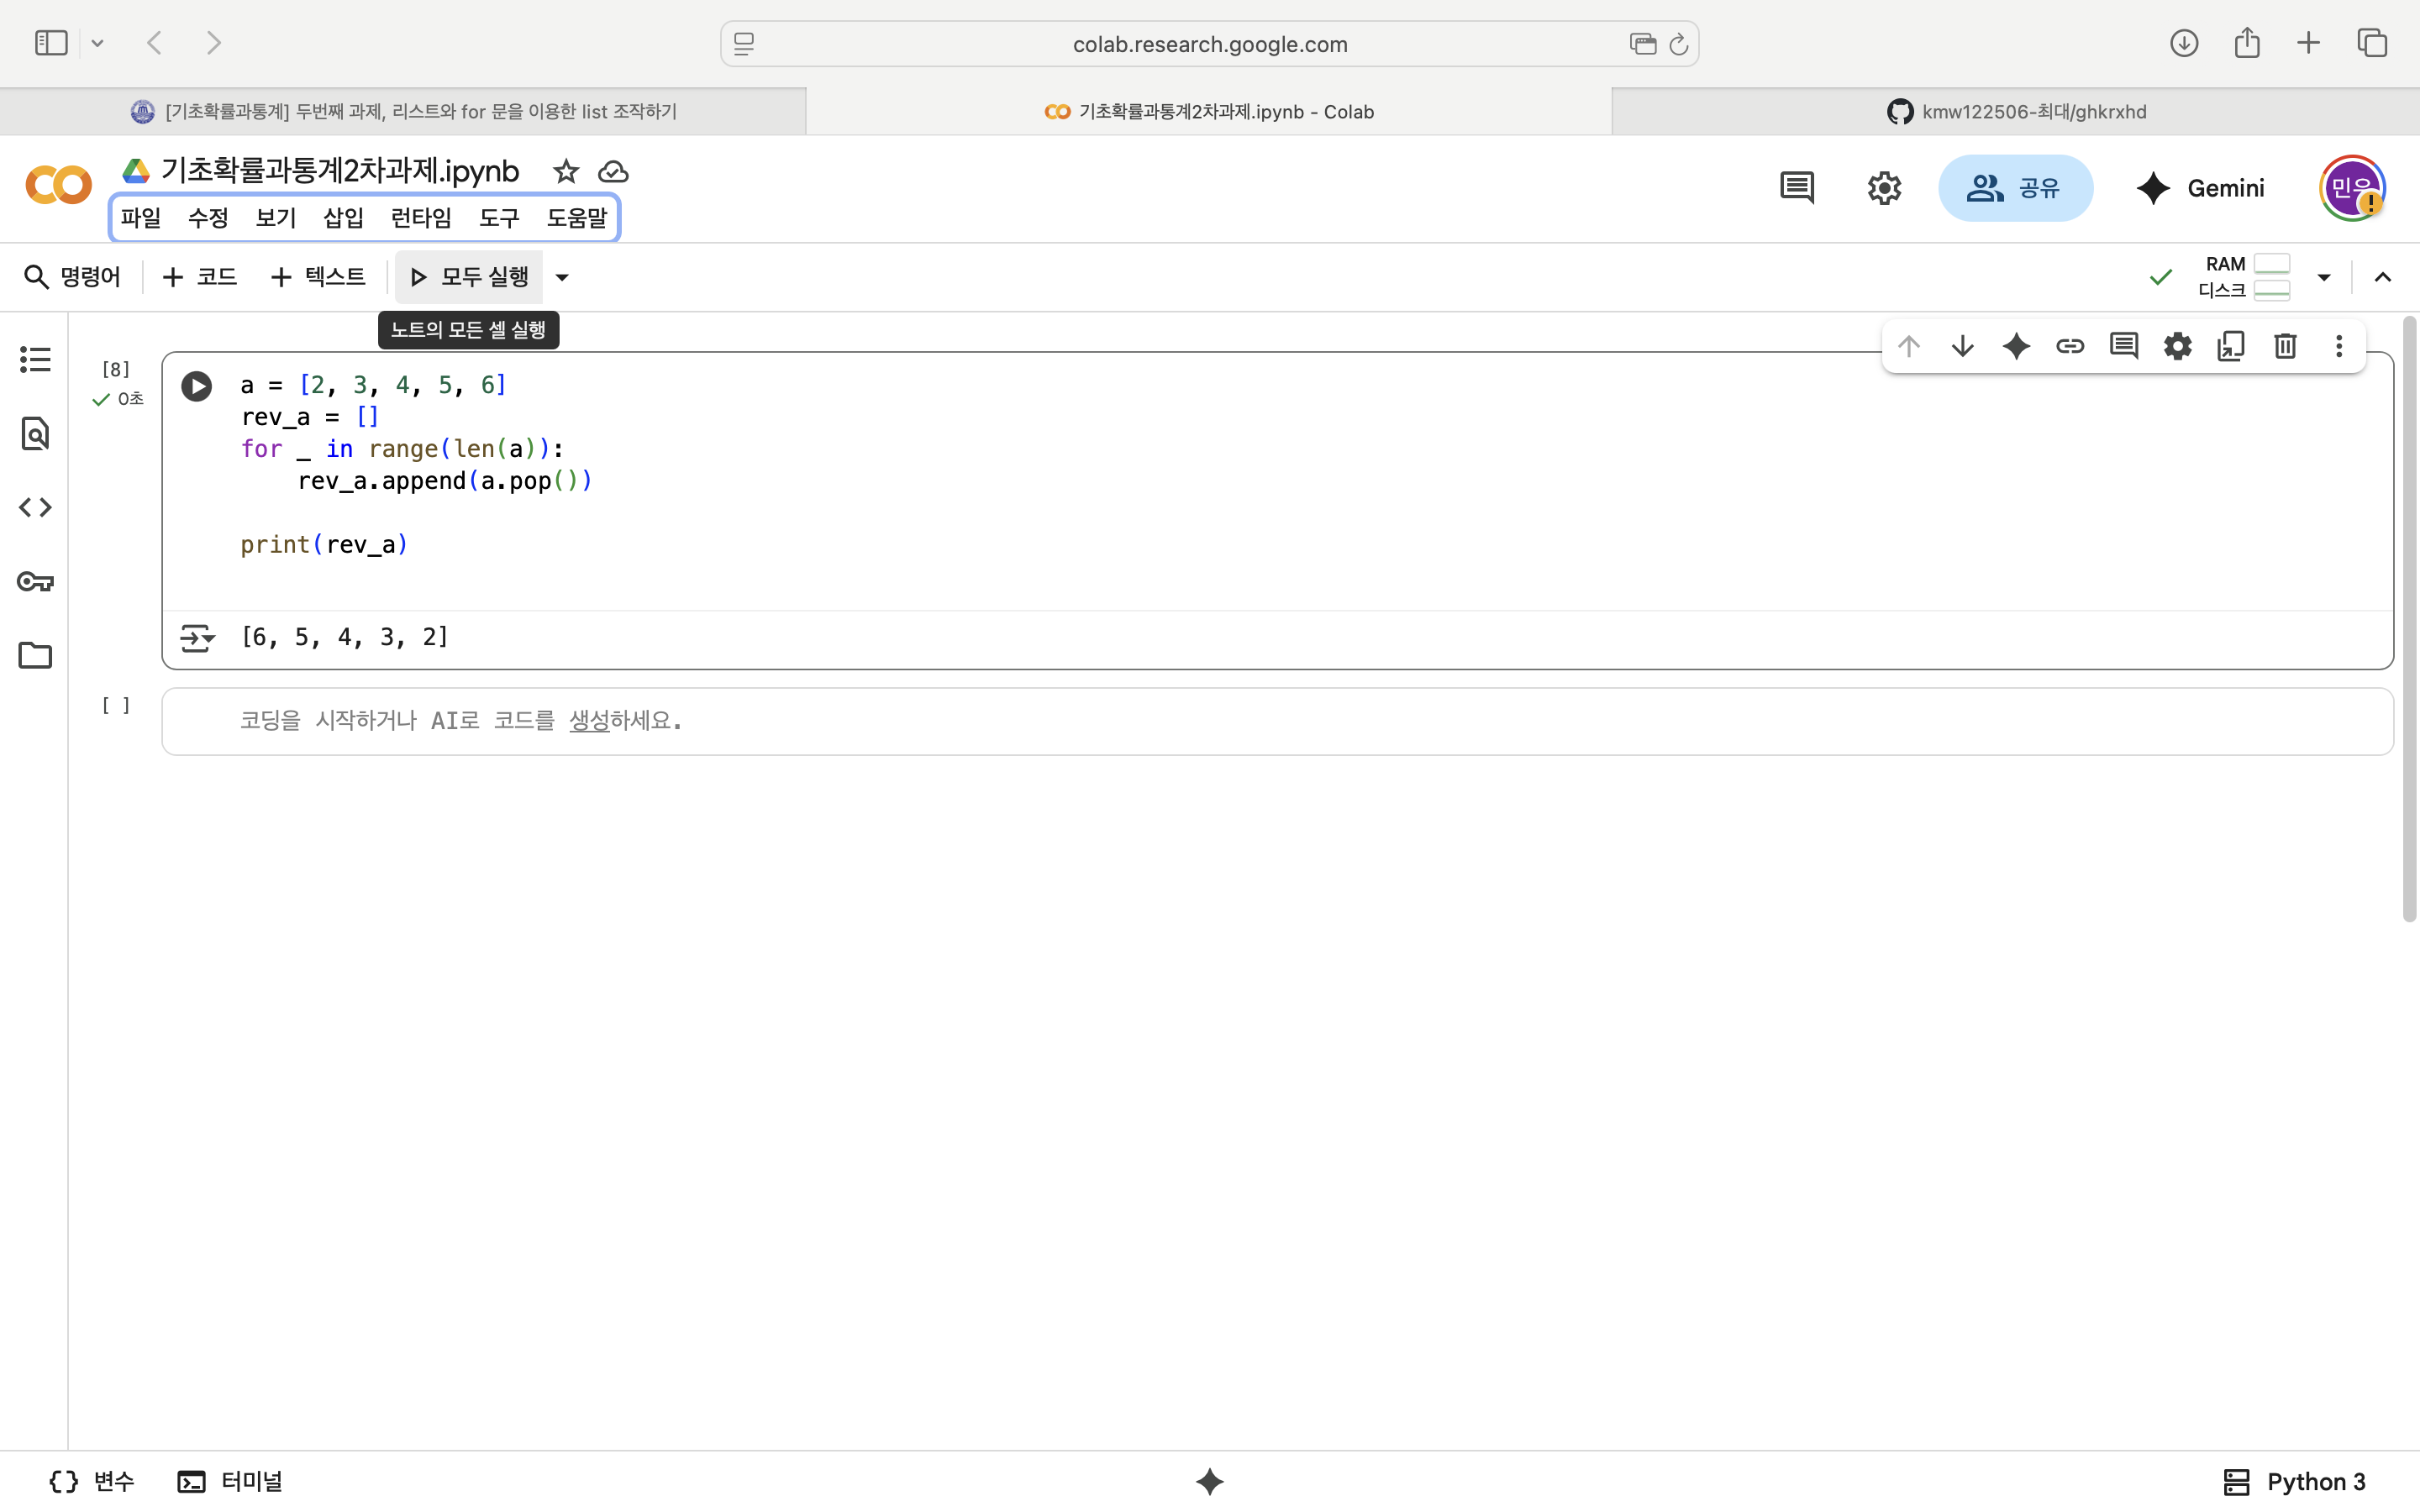 colab.research.google.com
[기초확률과통계] 두번째 과제, 리스트와 for 문을 이용한 list 조작하기
기초확률과통계2차과제.ipynb - Colab
kmw122506-최대/ghkrxhd
기초확률과통계2차과제.ipynb
파일 수정 보기 삽입 런타임 도구 도움말
공유
Gemini
민우
명령어
코드
텍스트
모두 실행
RAM
디스크
노트의 모든 셀 실행
[8]
0초
a = [2, 3, 4, 5, 6]
rev_a = []
for _ in range(len(a)):
    rev_a.append(a.pop())
print(rev_a)
[6, 5, 4, 3, 2]
[ ]
코딩을 시작하거나 AI로 코드를 생성하세요.
변수
터미널
Python 3